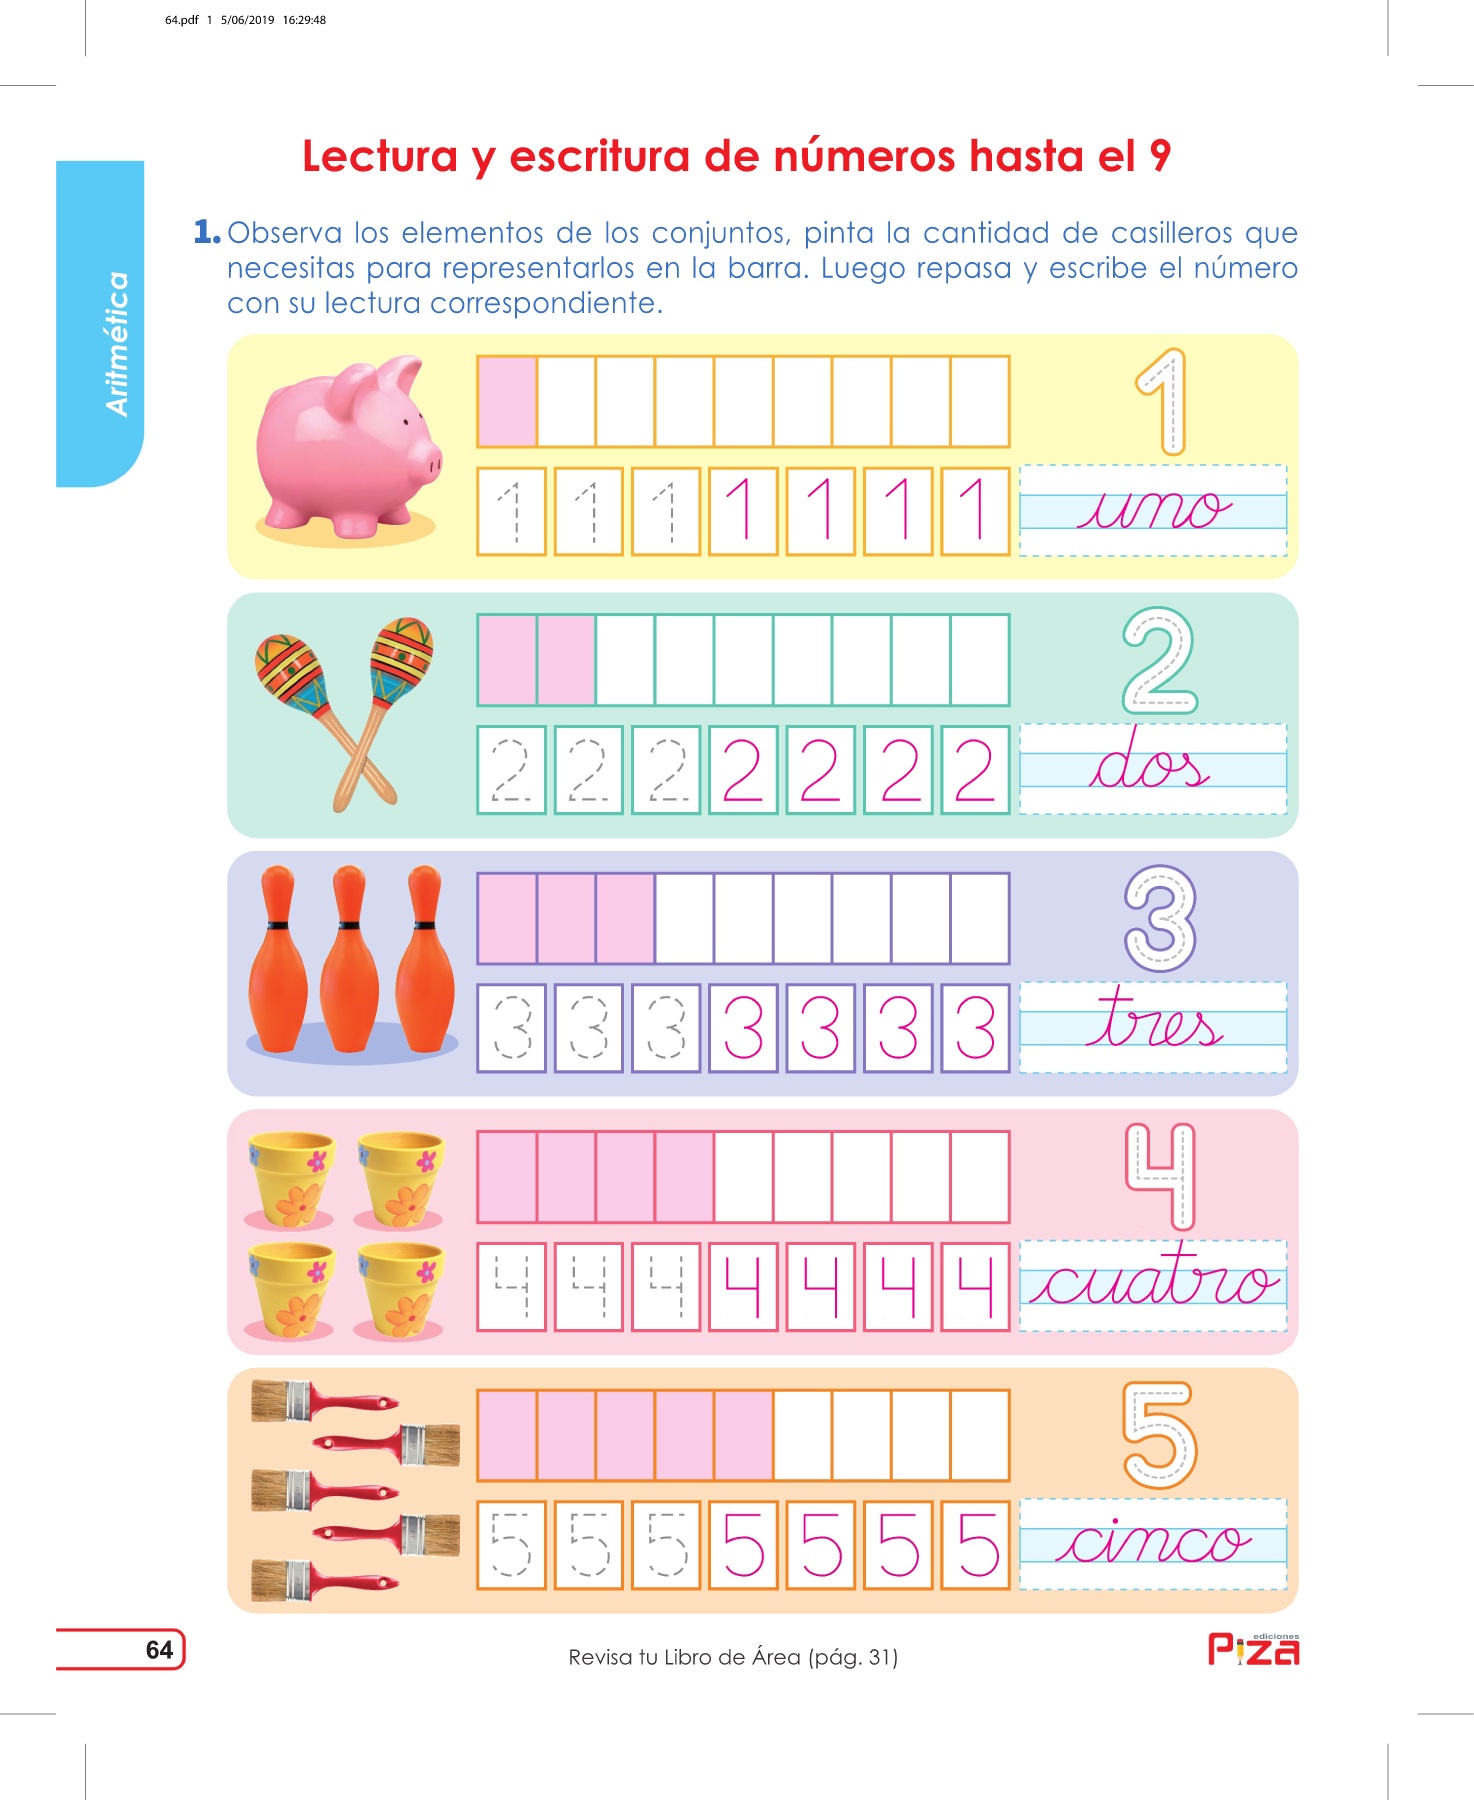 64.pdf 1 5/06/2019 16:29:48
Lectura y escritura de números hasta el 9
Aritmética
1. Observa los elementos de los conjuntos, pinta la cantidad de casilleros que
necesitas para representarlos en la barra. Luego repasa y escribe el número
con su lectura correspondiente.
1
1 1 1 1 1 1 1 uno
2
2 2 2 2 2 2 2 dos
3
3 3 3 3 3 3 3 tres
4
4 4 4 4 4 4 4 cuatro
5
5 5 5 5 5 5 5 cinco
64
Revisa tu Libro de Área (pág. 31)
ediciones
Piza